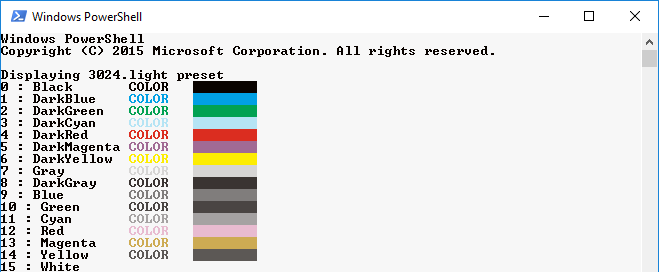 Windows PowerShell
Windows PowerShell
Copyright (C) 2015 Microsoft Corporation. All rights reserved.
Displaying 3024.light preset
0 : Black COLOR
1 : DarkBlue COLOR
2 : DarkGreen COLOR
3 : DarkCyan COLOR
4 : DarkRed COLOR
5 : DarkMagenta COLOR
6 : DarkYellow COLOR
7 : Gray COLOR
8 : DarkGray COLOR
9 : Blue COLOR
10 : Green COLOR
11 : Cyan COLOR
12 : Red COLOR
13 : Magenta COLOR
14 : Yellow COLOR
15 : White